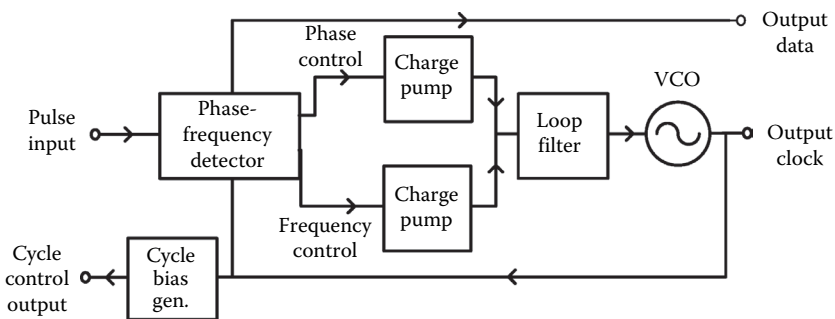 Output
data
Phase
control
Charge
pump
VCO
Pulse
input
Phase-
frequency
detector
Loop
filter
Output
clock
Charge
pump
Frequency
control
Cycle
control
output
Cycle
bias
gen.